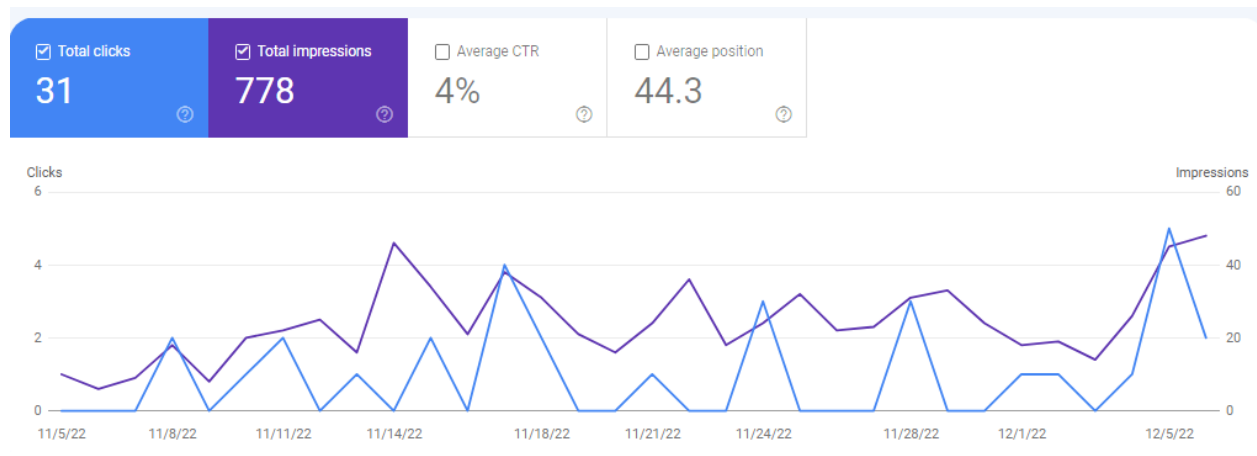 Total clicks
31
Total impressions
778
Average CTR
4%
Average position
44.3
Clicks
Impressions
6
60
4
40
2
20
0
0
11/5/22 11/8/22 11/11/22 11/14/22 11/18/22 11/21/22 11/24/22 11/28/22 12/1/22 12/5/22